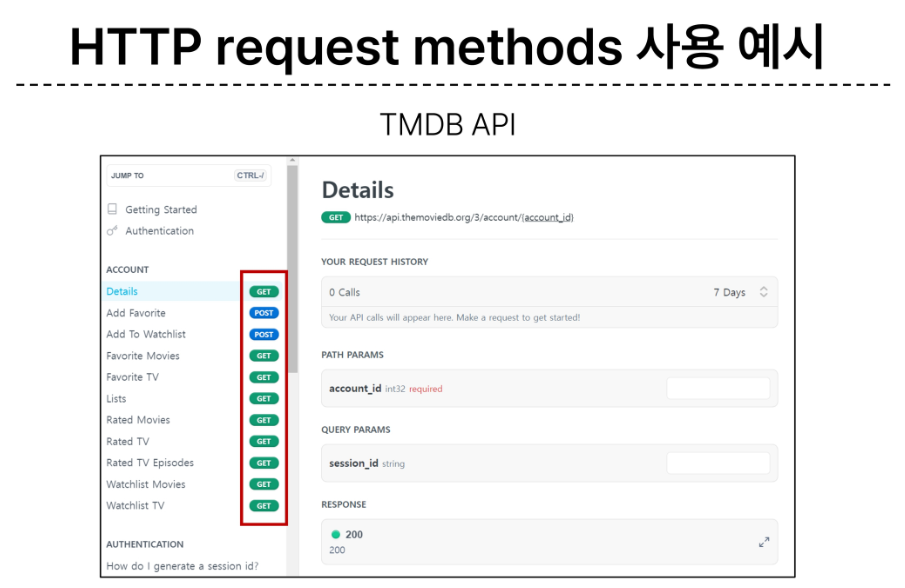 HTTP request methods 사용 예시
TMDB API
JUMP TO CTRL-/
Getting Started
Authentication
ACCOUNT
Details GET
Add Favorite POST
Add To Watchlist POST
Favorite Movies GET
Favorite TV GET
Lists GET
Rated Movies GET
Rated TV GET
Rated TV Episodes GET
Watchlist Movies GET
Watchlist TV GET
AUTHENTICATION
How do I generate a session id?
Details
GET https://api.themoviedb.org/3/account/{account_id}
YOUR REQUEST HISTORY
0 Calls 7 Days
Your API calls will appear here. Make a request to get started!
PATH PARAMS
account_id int32 required
QUERY PARAMS
session_id string
RESPONSE
200
200